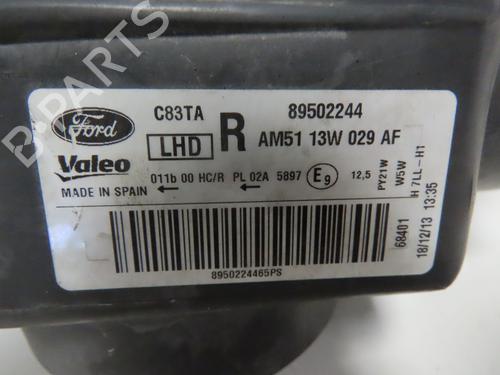 C83TA 89502244
Ford LHD R AM51 13W 029 AF
Valeo 011b 00 HC/R PL 02A 5897 E9 12,5
MADE IN SPAIN
PY21W
W5W
H 7LL-H1
68401
18/12/13 13:35
8950224465PS
B-PARTS